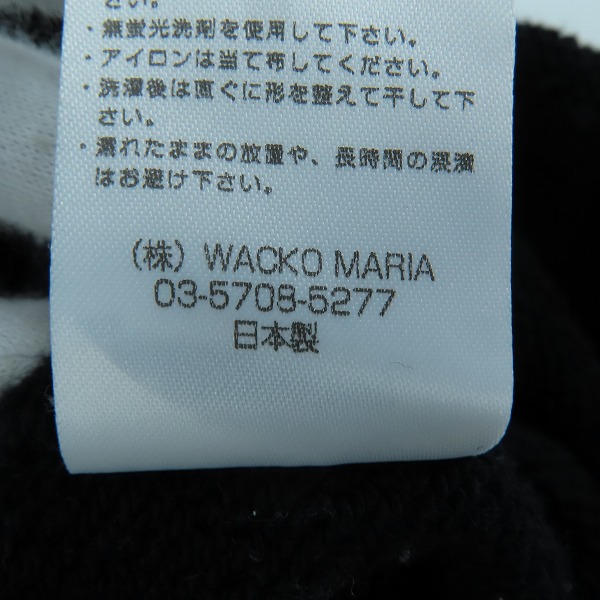 さい。
・無蛍光洗剤を使用して下さい。
・アイロンは当て布してください。
・洗濯後は直ぐに形を整えて干して下
さい。
・濡れたままの放置や、長時間の浸漬
はお避け下さい。
（株）WACKO MARIA
03-5708-5277
日本製